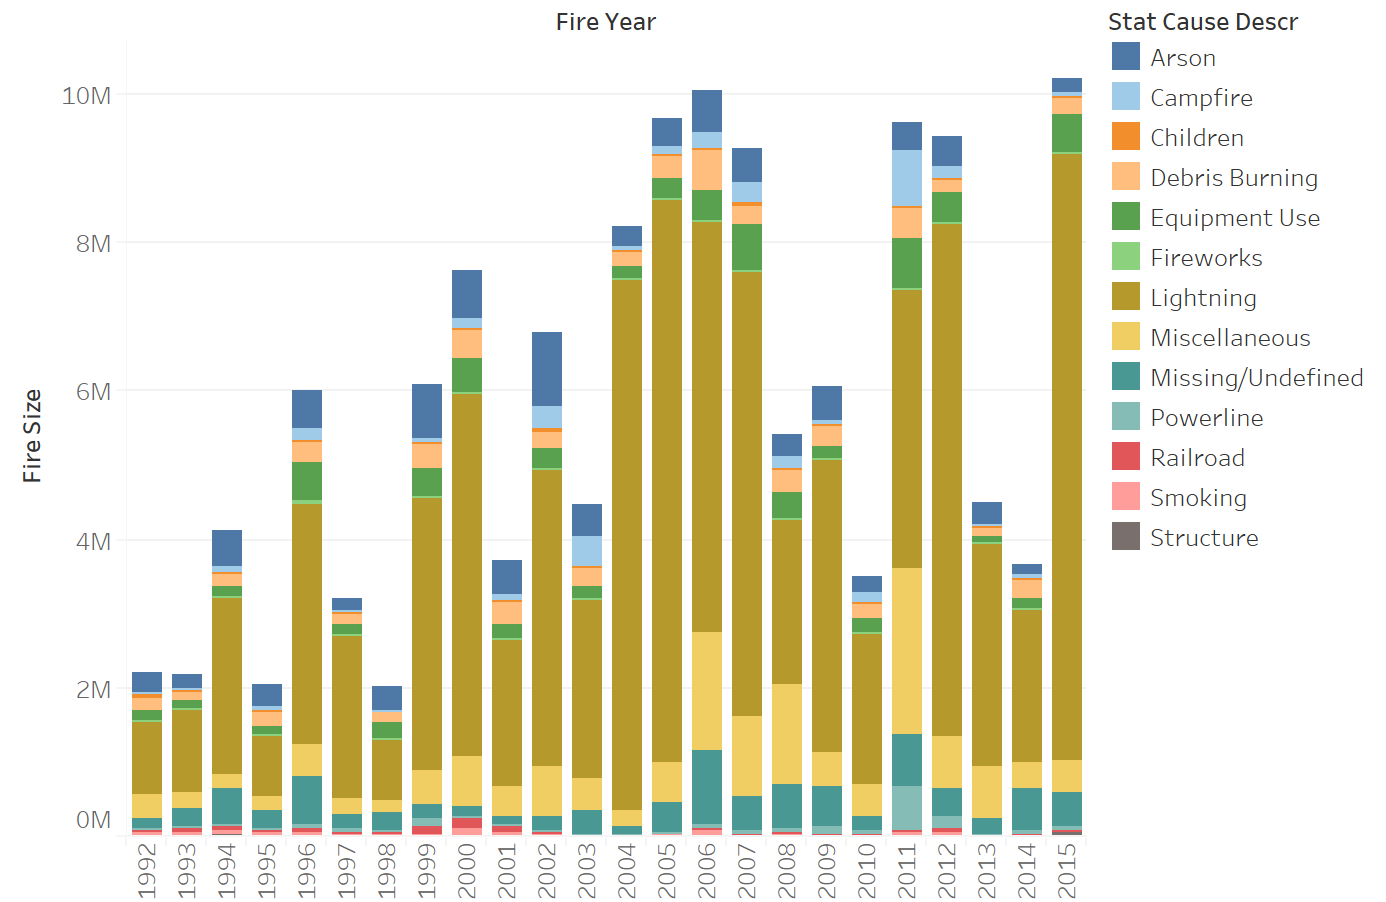 Fire Year
Stat Cause Descr
Arson
Campfire
Children
Debris Burning
Equipment Use
Fireworks
Lightning
Miscellaneous
Missing/Undefined
Powerline
Railroad
Smoking
Structure
Fire Size
10M
8M
6M
4M
2M
0M
1992
1993
1994
1995
1996
1997
1998
1999
2000
2001
2002
2003
2004
2005
2006
2007
2008
2009
2010
2011
2012
2013
2014
2015